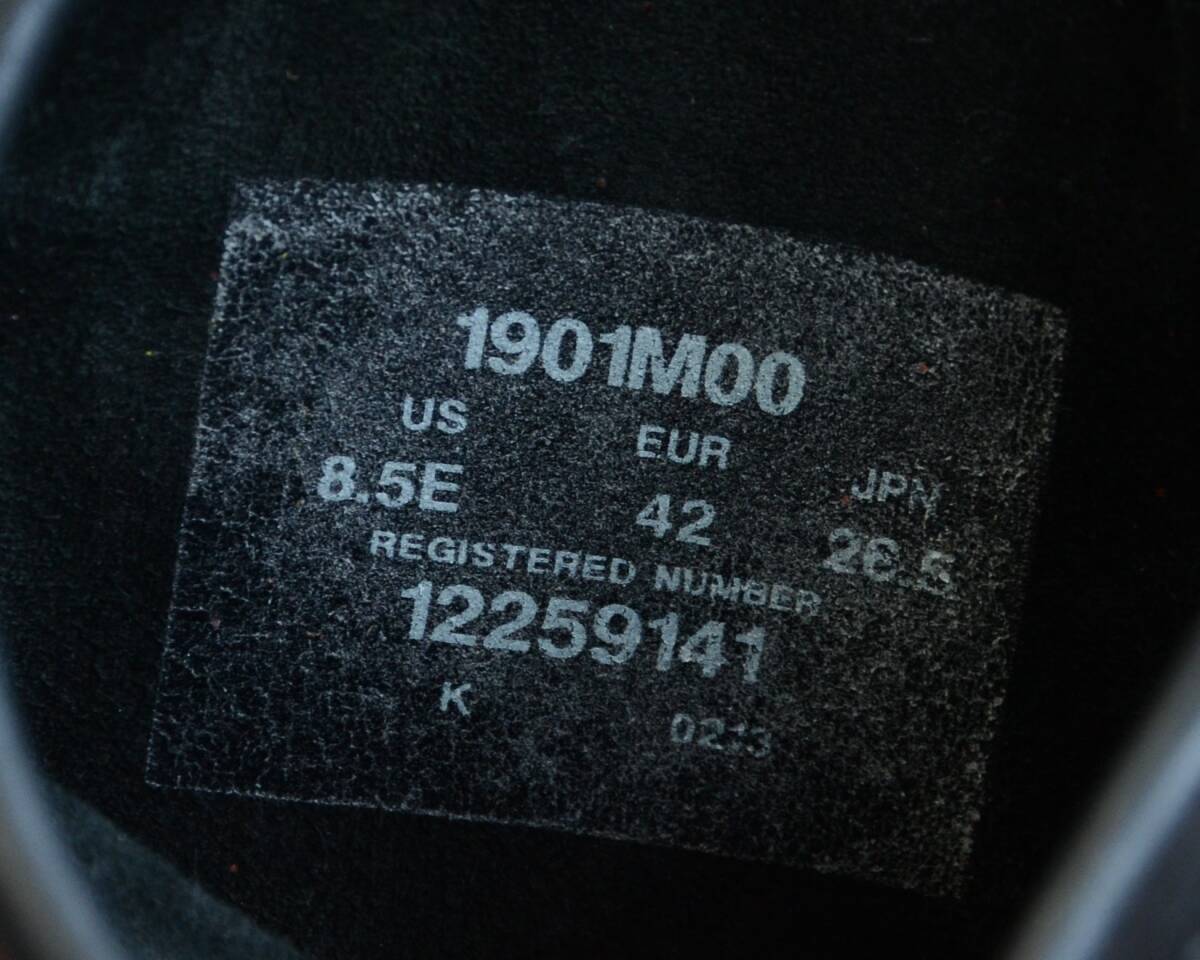 1901M00
US EUR JPN
8.5E 42 26.5
REGISTERED NUMBER
12259141
K 0213